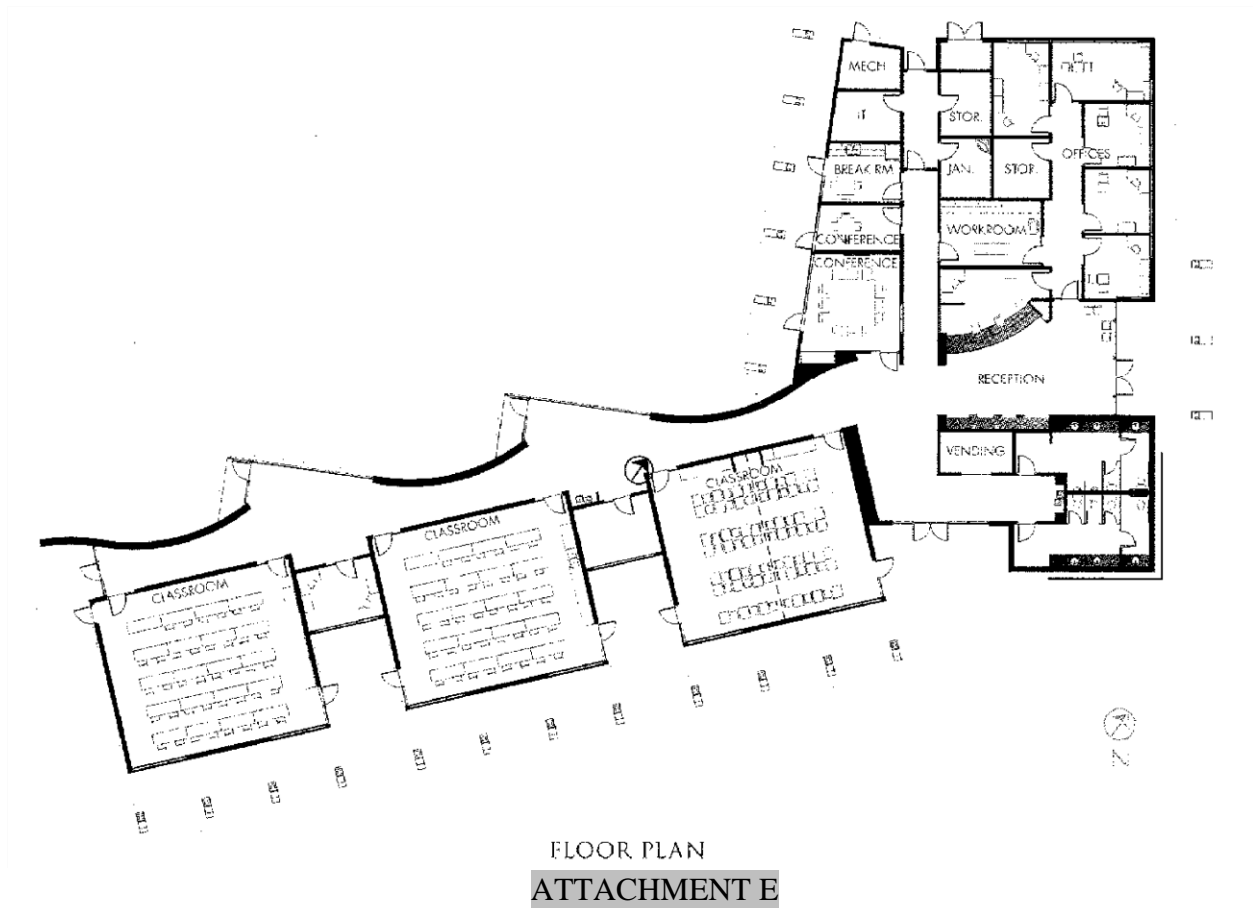 MECH
IT
STOR.
BREAK RM
JAN.
STOR.
OFFICES
CONFERENCE
WORKROOM
CONFERENCE
RECEPTION
VENDING
CLASSROOM
CLASSROOM
CLASSROOM
N
FLOOR PLAN
ATTACHMENT E